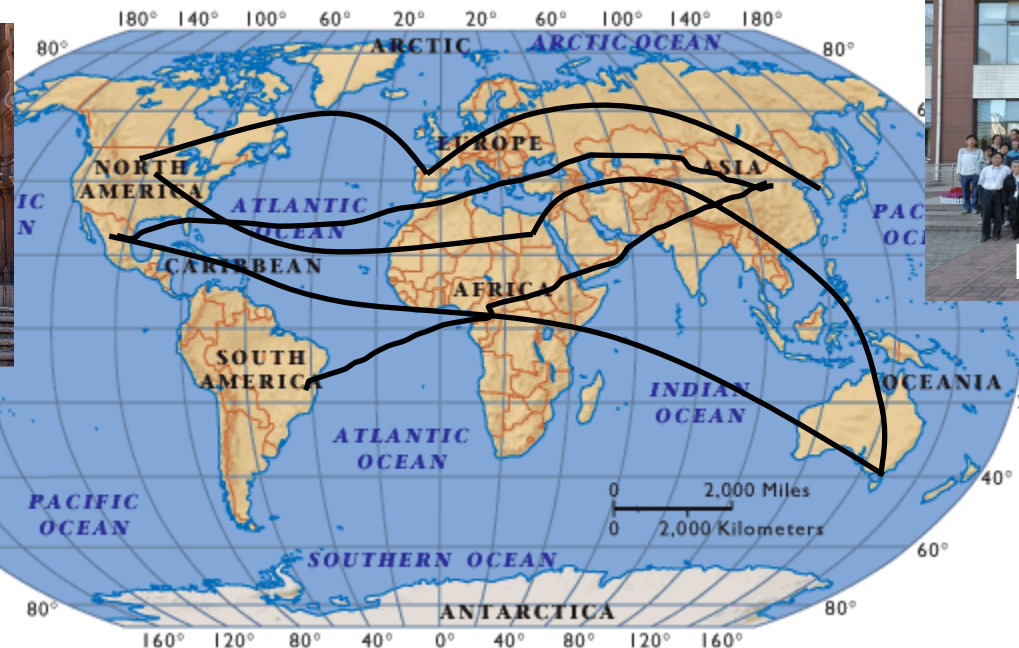 180° 140° 100° 60° 20° 20° 60° 100° 140° 180°
80° ARCTIC ARCTIC OCEAN 80°
6
EUROPE
NORTH AMERICA
ASIA
IC
N
ATLANTIC
OCEAN
PAC
OCI
CARIBBEAN
AFRICA
SOUTH
AMERICA
OCEANIA
INDIAN
OCEAN
ATLANTIC
OCEAN
40°
0 2,000 Miles
0 2,000 Kilometers
PACIFIC
OCEAN
60°
SOUTHERN OCEAN
80° ANTARCTICA 80°
160° 120° 80° 40° 0° 40° 80° 120° 160°